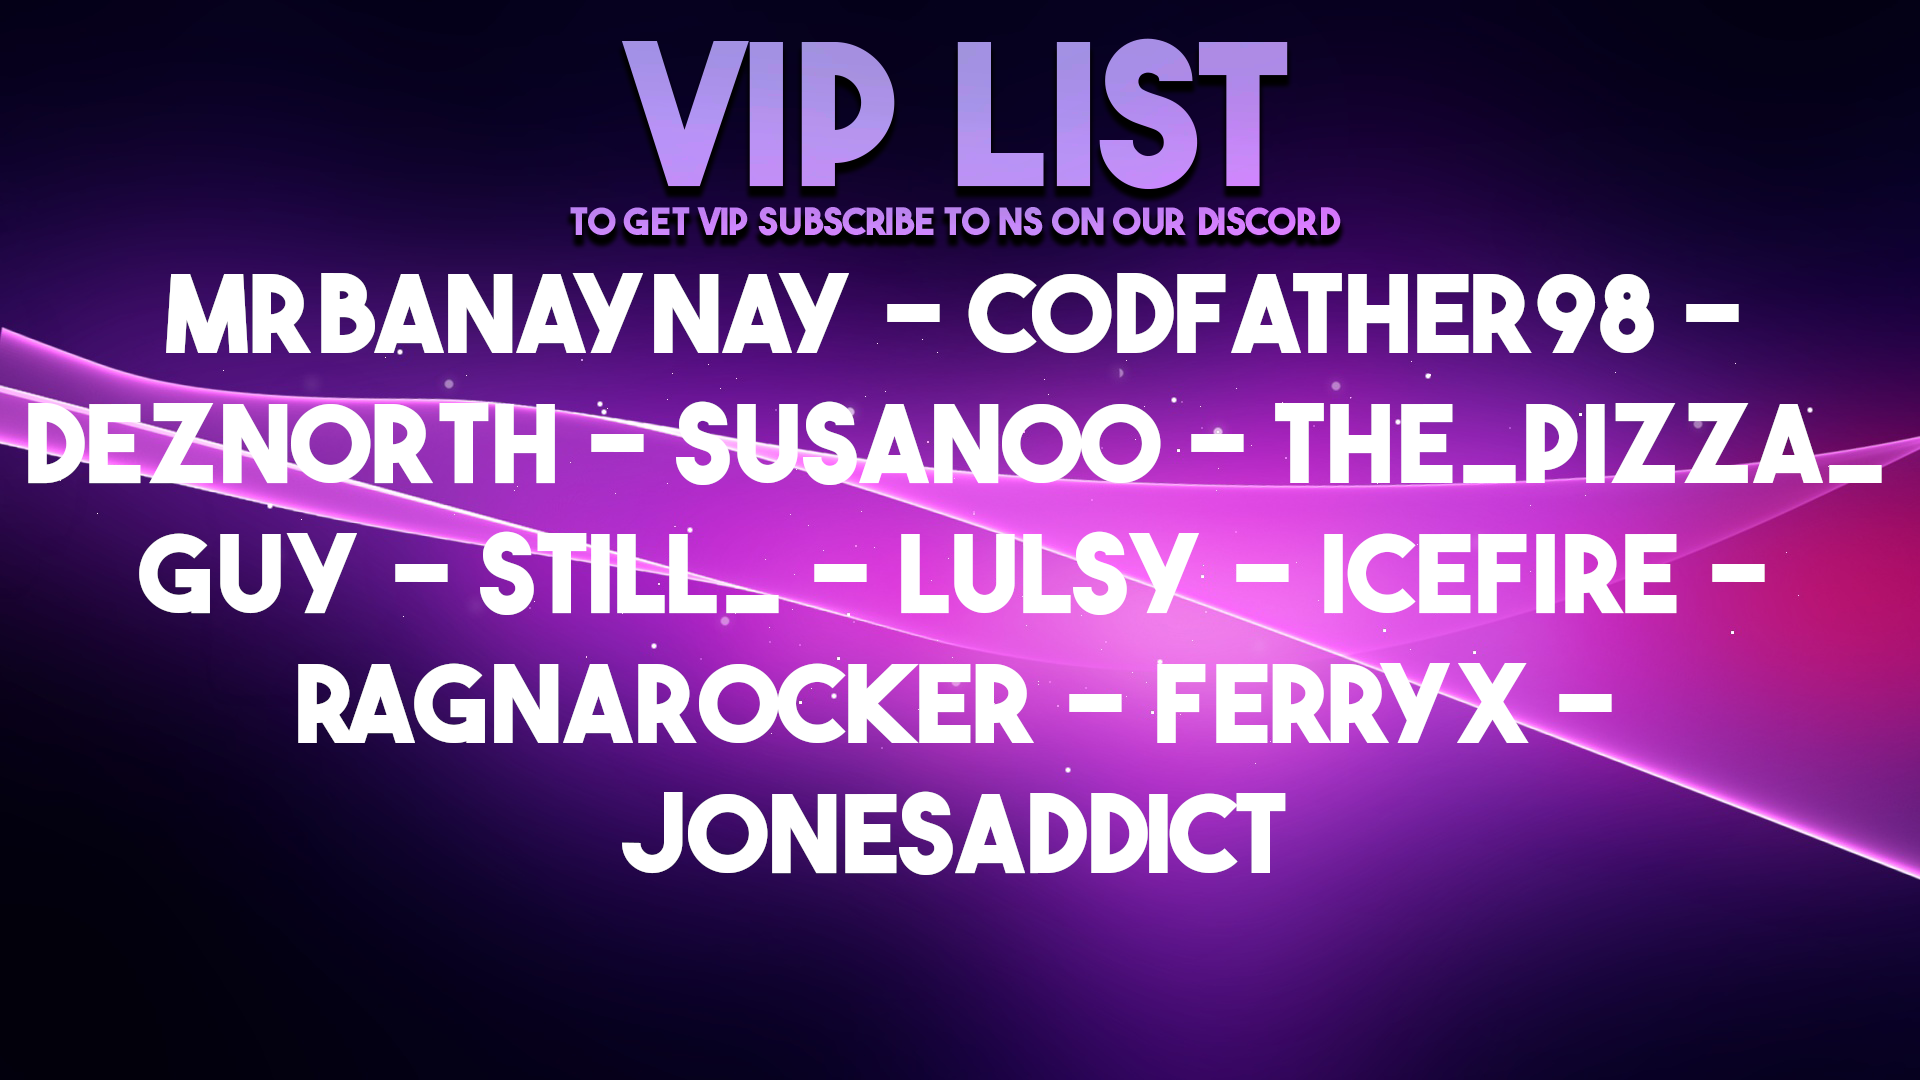 VIP LIST
TO GET VIP SUBSCRIBE TO NS ON OUR DISCORD
MRBANAYNAY - CODFATHER98 -
DEZNORTH - SUSANOO - THE_PIZZA_
GUY - STILL_ - LULSY - ICEFIRE -
RAGNAROCKER - FERRYX -
JONESADDICT